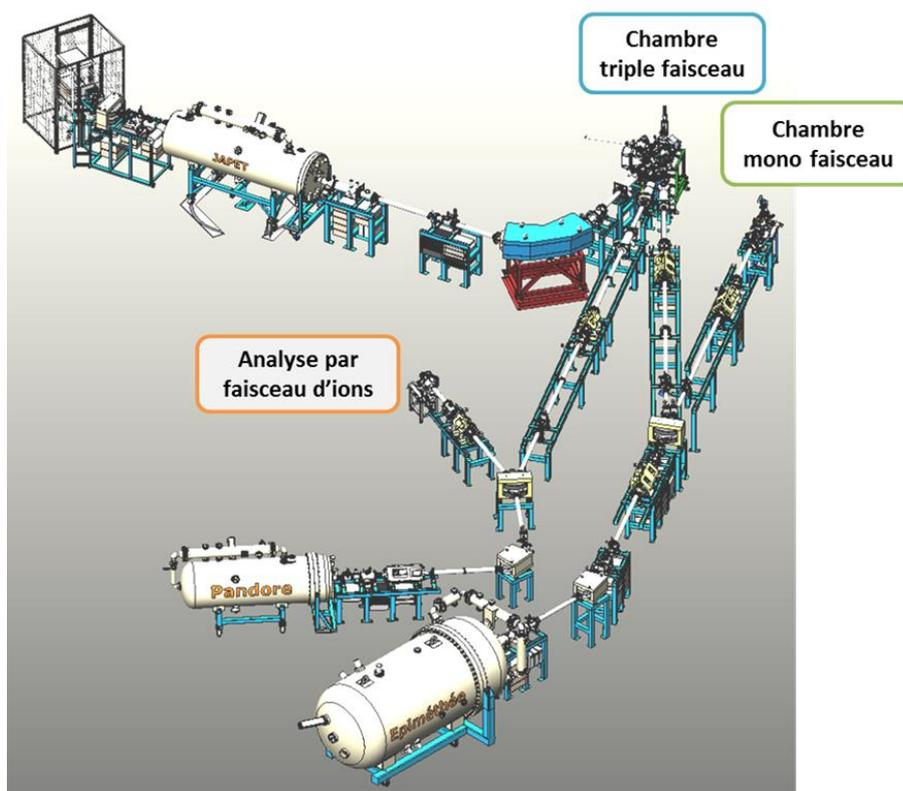 Chambre
triple faisceau
Chambre
mono faisceau
JAPET
Analyse par
faisceau d'ions
Pandore
Epiméthée